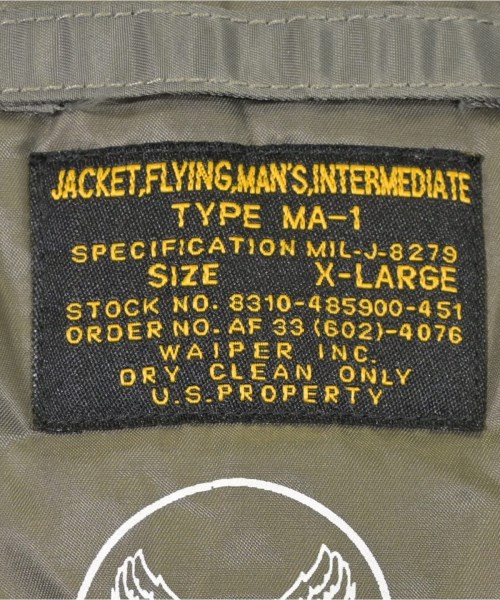 JACKET,FLYING,MAN'S,INTERMEDIATE
TYPE MA-1
SPECIFICATION MIL-J-8279
SIZE X-LARGE
STOCK NO. 8310-485900-451
ORDER NO. AF 33 (602)-4076
WAIPER INC.
DRY CLEAN ONLY
U.S. PROPERTY